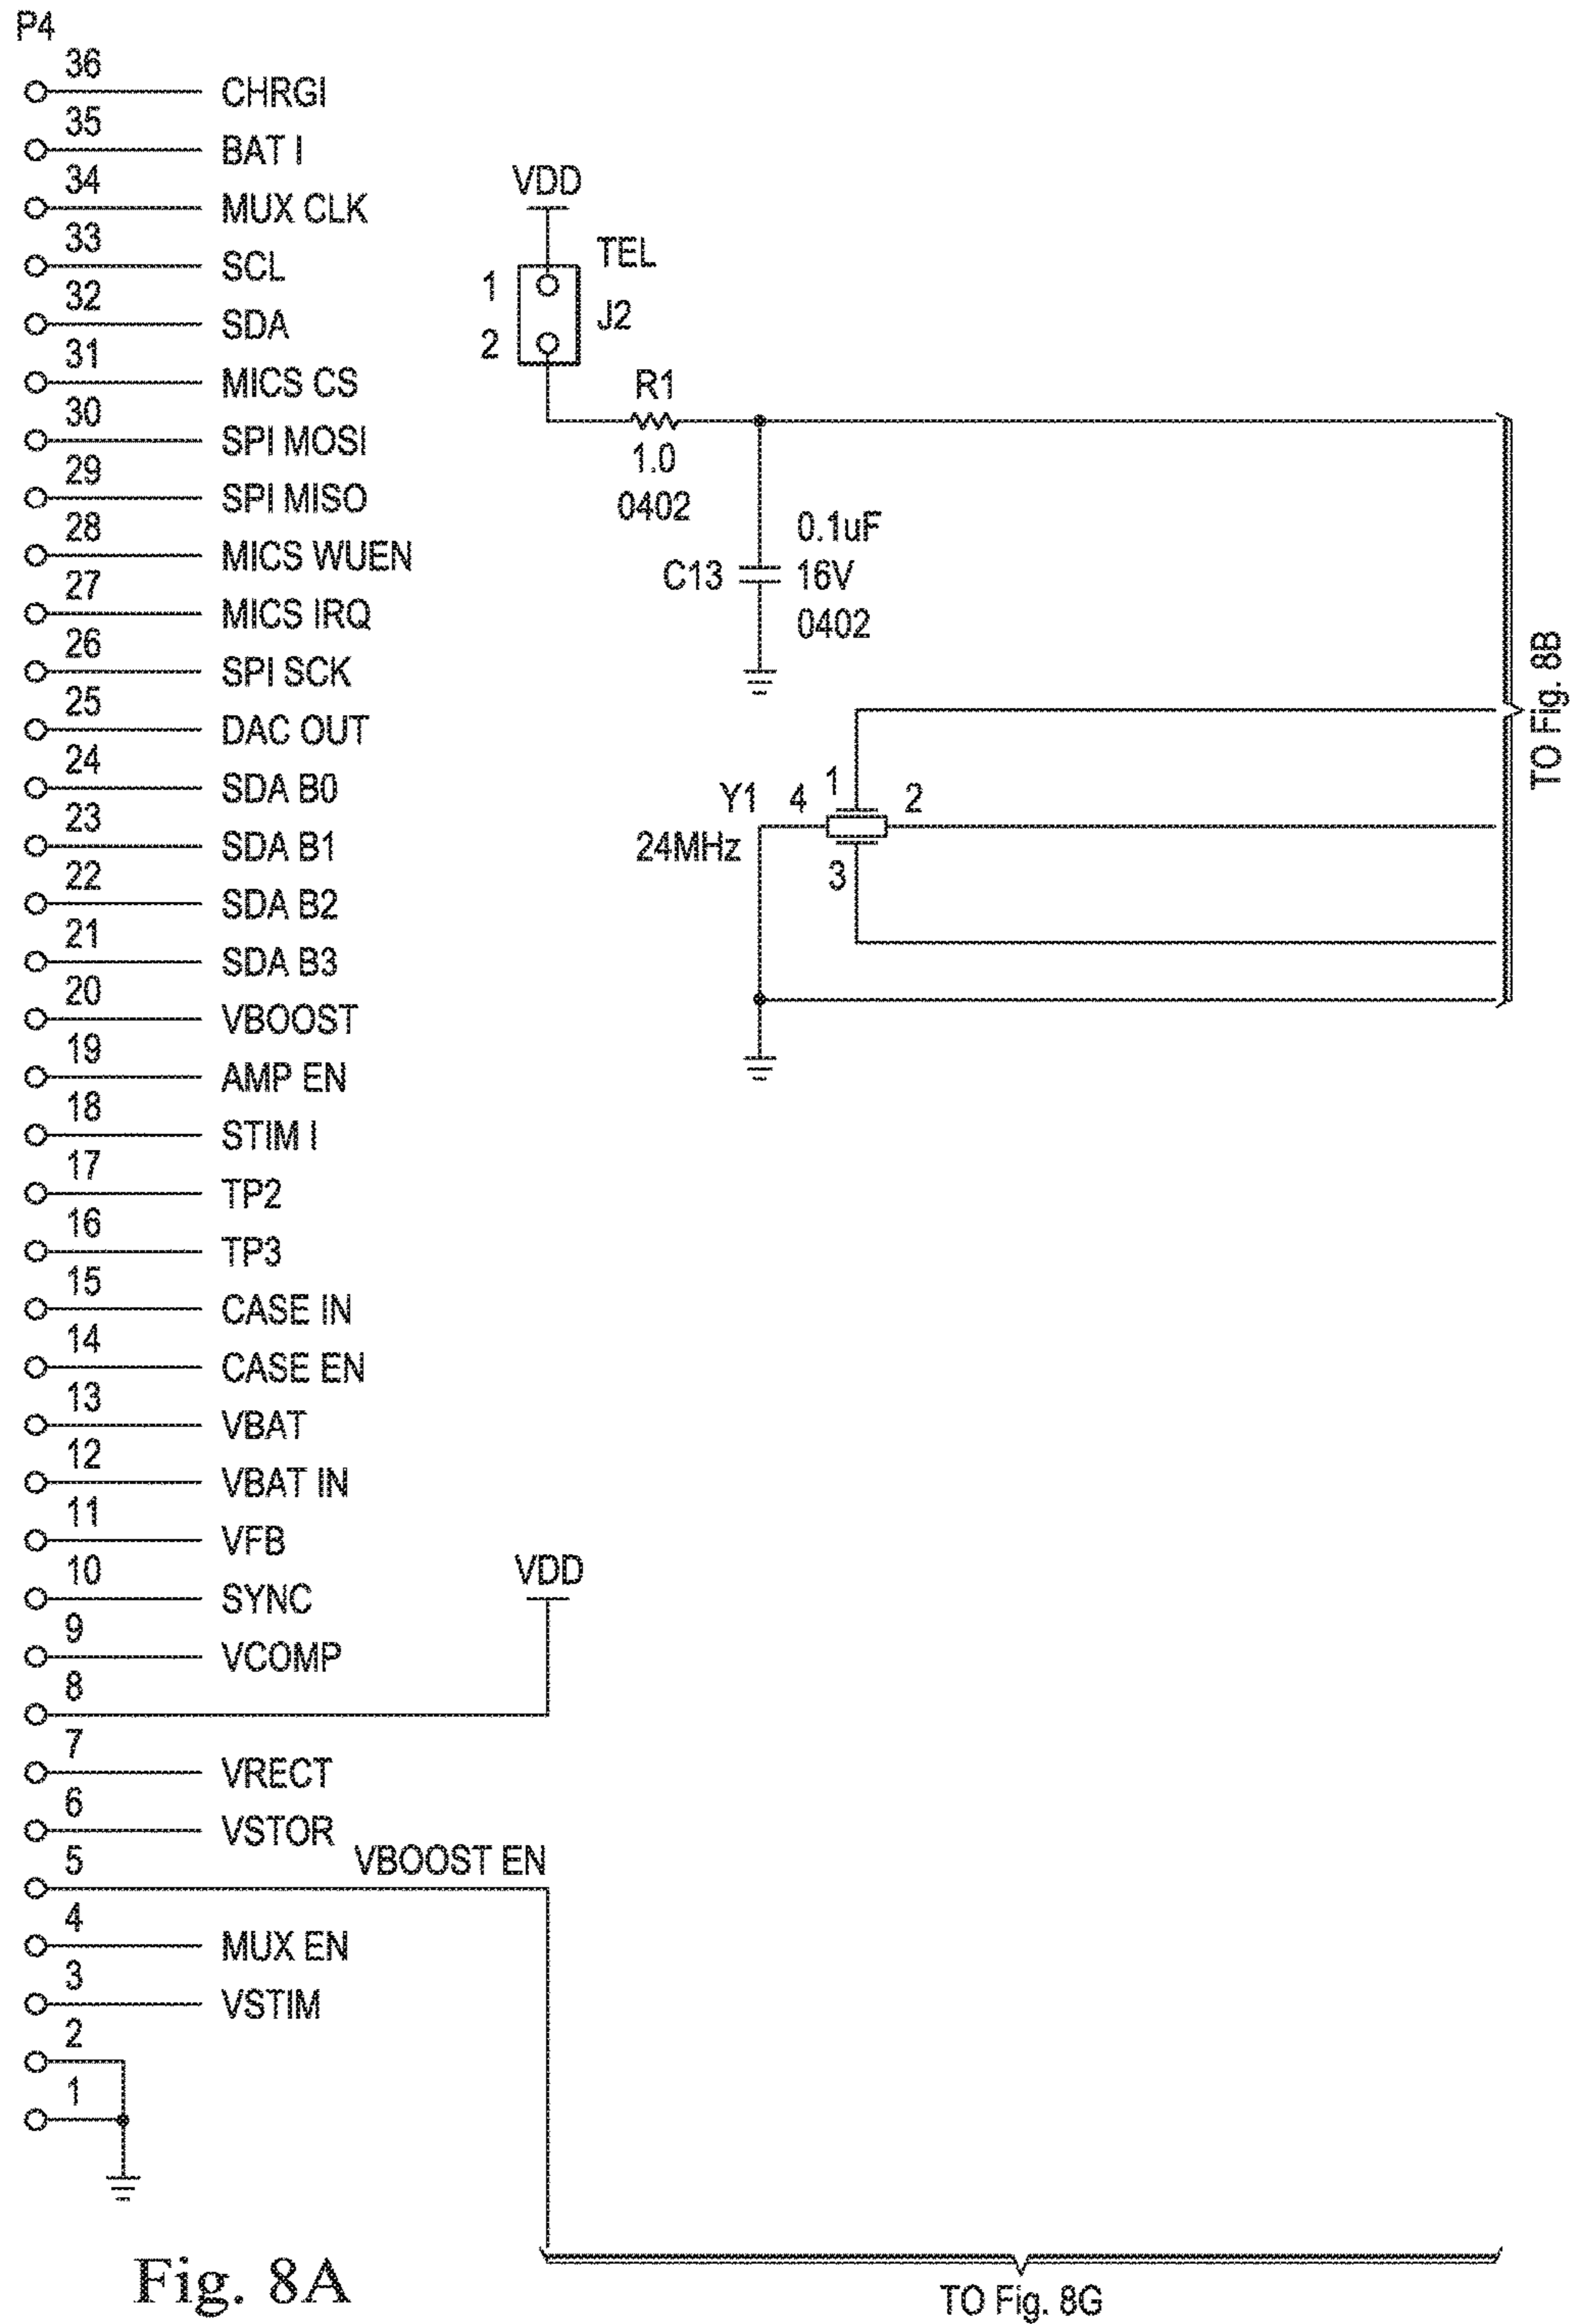 P4
36 CHRGI
35 BAT I
34 MUX CLK
33 SCL
32 SDA
31 MICS CS
30 SPI MOSI
29 SPI MISO
28 MICS WUEN
27 MICS IRQ
26 SPI SCK
25 DAC OUT
24 SDA B0
23 SDA B1
22 SDA B2
21 SDA B3
20 VBOOST
19 AMP EN
18 STIM I
17 TP2
16 TP3
15 CASE IN
14 CASE EN
13 VBAT
12 VBAT IN
11 VFB
10 SYNC
9 VCOMP
8
VDD
7 VRECT
6 VSTOR
5 VBOOST EN
4 MUX EN
3 VSTIM
2
1
VDD
TEL
J2
1
2
R1
1.0
0402
C13
0.1uF
16V
0402
Y1
24MHz
4
1
2
3
TO Fig. 8B
TO Fig. 8G
Fig. 8A